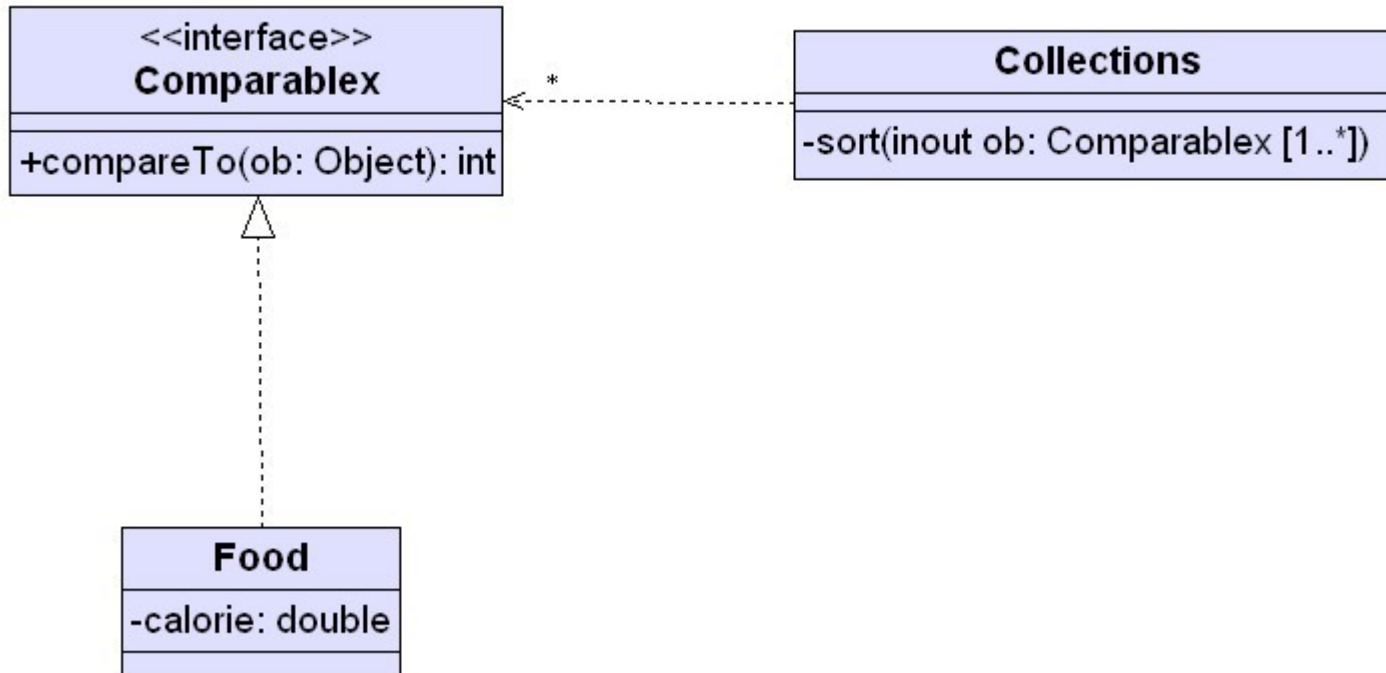 <<interface>>
Comparablex
+compareTo(ob: Object): int
*
Collections
-sort(inout ob: Comparablex [1..*])
Food
-calorie: double